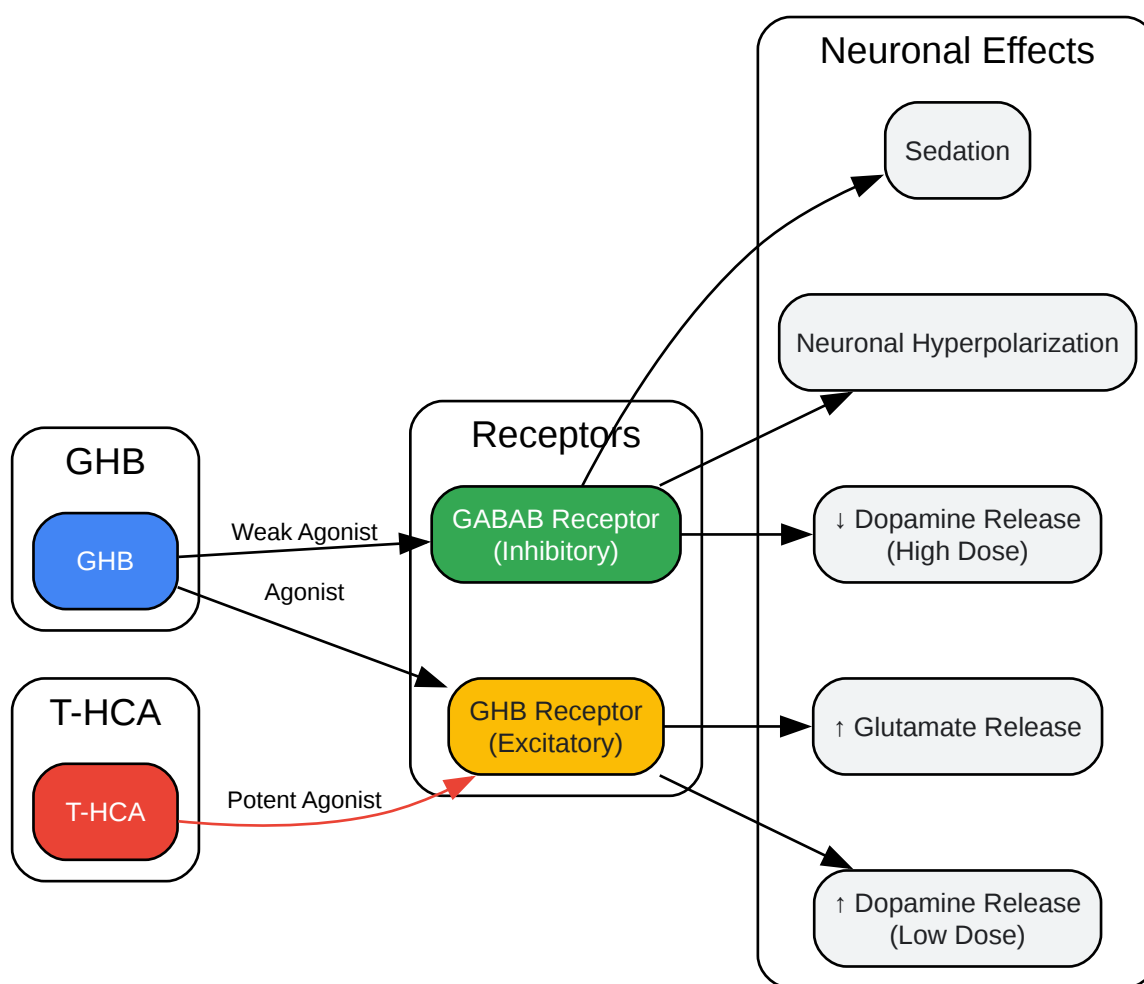 Neuronal Effects
Sedation
Neuronal Hyperpolarization
Receptors
GHB
GABAB Receptor
(Inhibitory)
↓ Dopamine Release
(High Dose)
Weak Agonist
GHB
Agonist
T-HCA
GHB Receptor
(Excitatory)
↑ Glutamate Release
Potent Agonist
T-HCA
↑ Dopamine Release
(Low Dose)